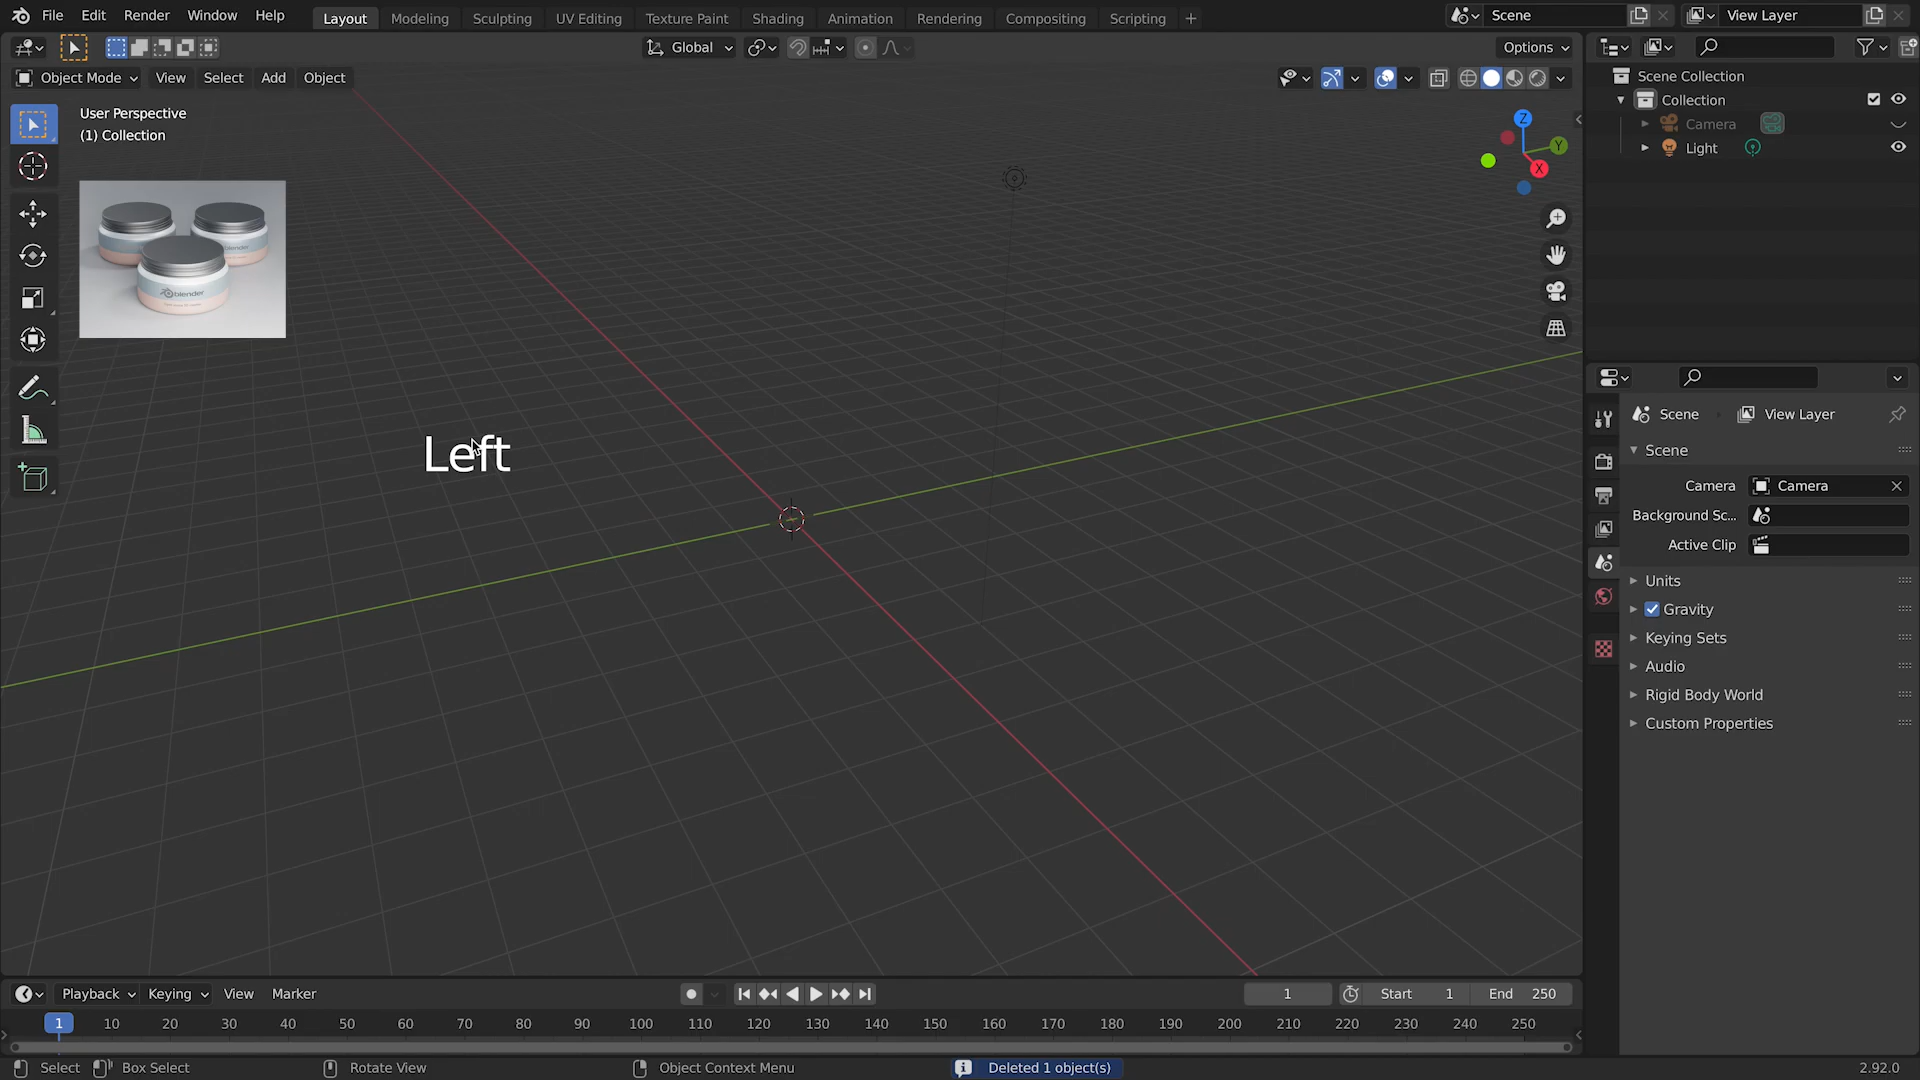 File Edit Render Window Help Layout Modeling Sculpting UV Editing Texture Paint Shading Animation Rendering Compositing Scripting Scene View Layer
Global Options
Object Mode View Select Add Object
User Perspective
(1) Collection
blender
Left
Z
Y
X
Scene Collection
Collection
Camera
Light
Scene View Layer
Scene
Camera Camera
Background Sc...
Active Clip
Units
Gravity
Keying Sets
Audio
Rigid Body World
Custom Properties
Playback Keying View Marker 1 Start 1 End 250
1 10 20 30 40 50 60 70 80 90 100 110 120 130 140 150 160 170 180 190 200 210 220 230 240 250
Select Box Select Rotate View Object Context Menu Deleted 1 object(s) 2.92.0